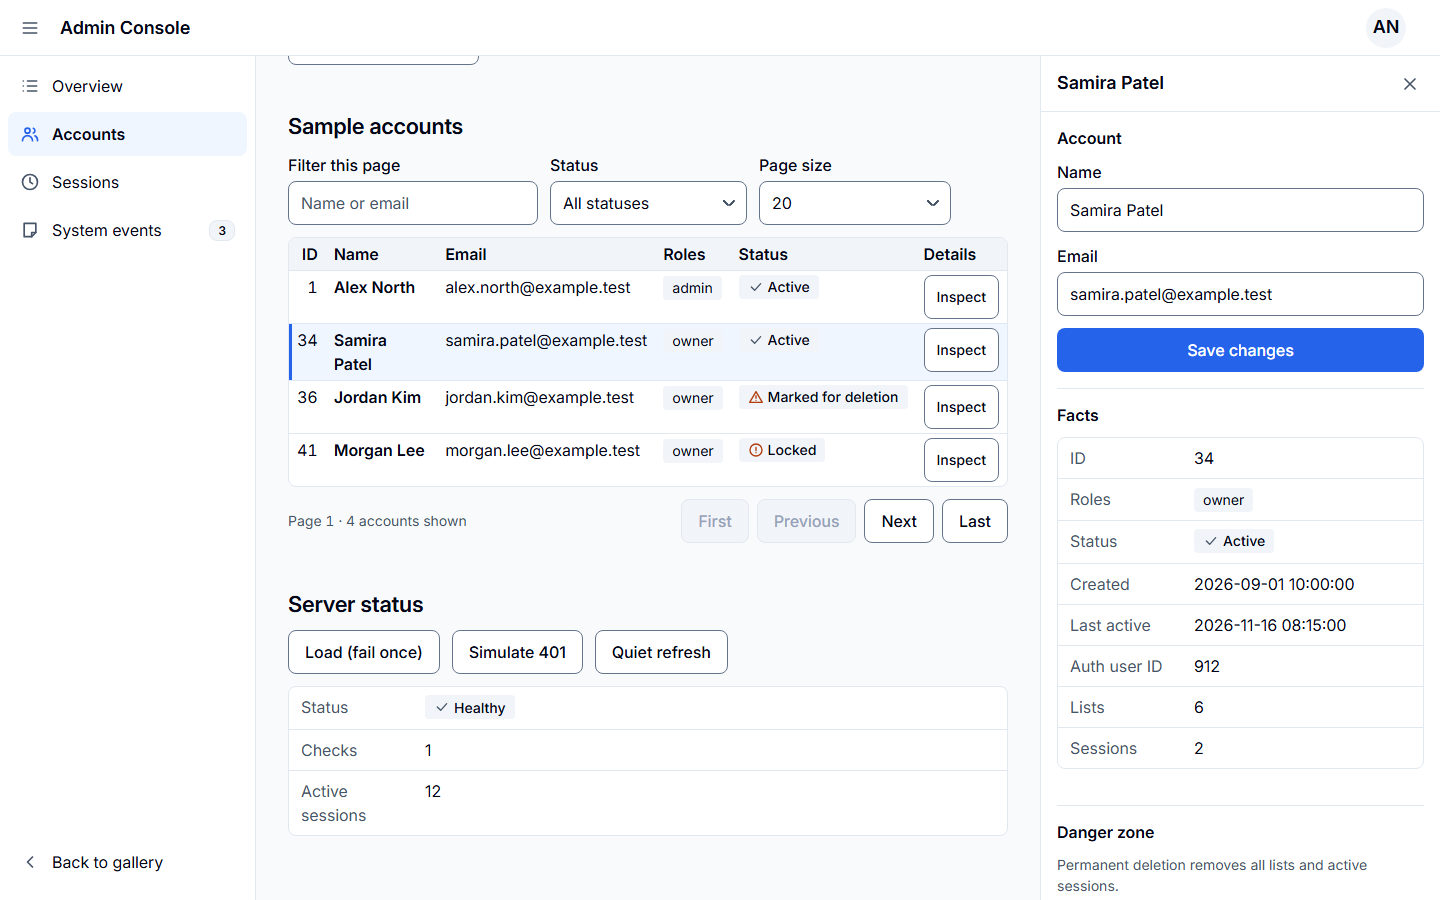 Admin Console
AN
Overview
Accounts
Sessions
System events 3
Back to gallery
Sample accounts
Filter this page Status Page size
Name or email All statuses 20
ID Name Email Roles Status Details
1 Alex North alex.north@example.test admin Active Inspect
34 Samira Patel samira.patel@example.test owner Active Inspect
36 Jordan Kim jordan.kim@example.test owner Marked for deletion Inspect
41 Morgan Lee morgan.lee@example.test owner Locked Inspect
Page 1 · 4 accounts shown First Previous Next Last
Server status
Load (fail once) Simulate 401 Quiet refresh
Status Healthy
Checks 1
Active sessions 12
Samira Patel
Account
Name
Samira Patel
Email
samira.patel@example.test
Save changes
Facts
ID 34
Roles owner
Status Active
Created 2026-09-01 10:00:00
Last active 2026-11-16 08:15:00
Auth user ID 912
Lists 6
Sessions 2
Danger zone
Permanent deletion removes all lists and active
sessions.